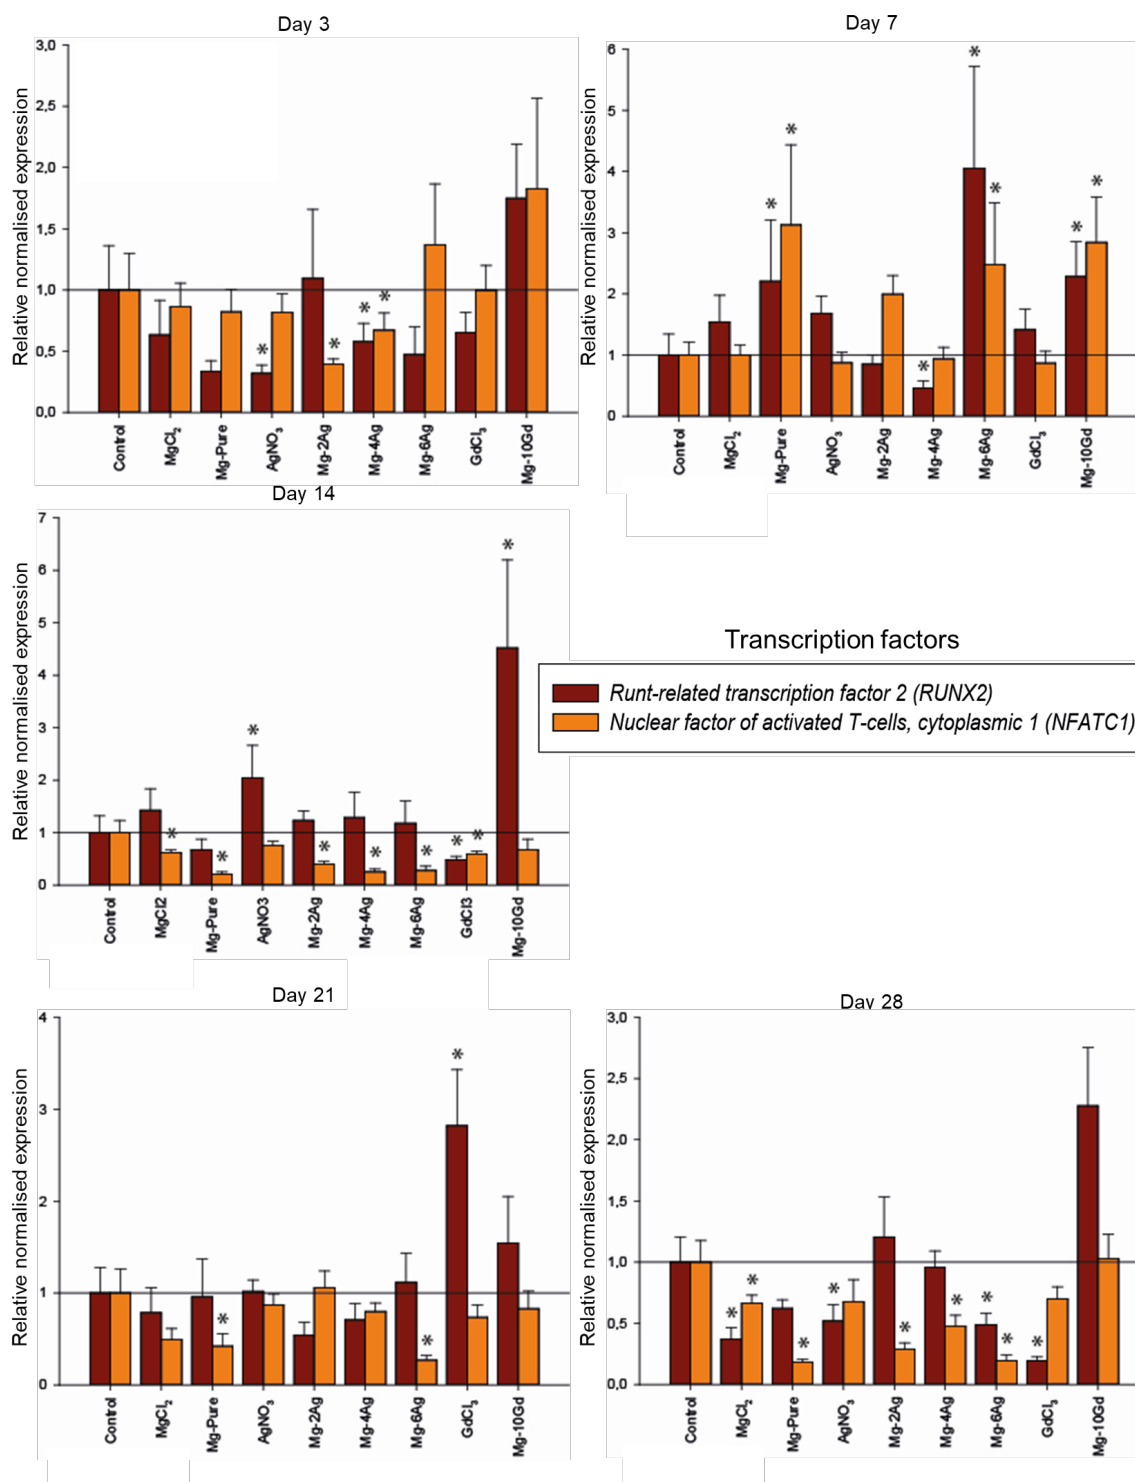 Day 3
Relative normalised expression
3,0
2,5
2,0
1,5
1,0
0,5
0,0
*
*
*
*
Control
MgCl2
Mg-Pure
AgNO3
Mg-2Ag
Mg-4Ag
Mg-6Ag
GdCl3
Mg-10Gd
Day 7
Relative normalised expression
6
5
4
3
2
1
0
*
*
*
*
*
*
*
Control
MgCl2
Mg-Pure
AgNO3
Mg-2Ag
Mg-4Ag
Mg-6Ag
GdCl3
Mg-10Gd
Day 14
Relative normalised expression
7
6
5
4
3
2
1
0
*
*
*
*
*
*
*
*
*
Control
MgCl2
Mg-Pure
AgNO3
Mg-2Ag
Mg-4Ag
Mg-6Ag
GdCl3
Mg-10Gd
Transcription factors
Runt-related transcription factor 2 (RUNX2)
Nuclear factor of activated T-cells, cytoplasmic 1 (NFATC1)
Day 21
Relative normalised expression
4
3
2
1
0
*
*
*
Control
MgCl2
Mg-Pure
AgNO3
Mg-2Ag
Mg-4Ag
Mg-6Ag
GdCl3
Mg-10Gd
Day 28
Relative normalised expression
3,0
2,5
2,0
1,5
1,0
0,5
0,0
*
*
*
*
*
*
*
*
*
Control
MgCl2
Mg-Pure
AgNO3
Mg-2Ag
Mg-4Ag
Mg-6Ag
GdCl3
Mg-10Gd